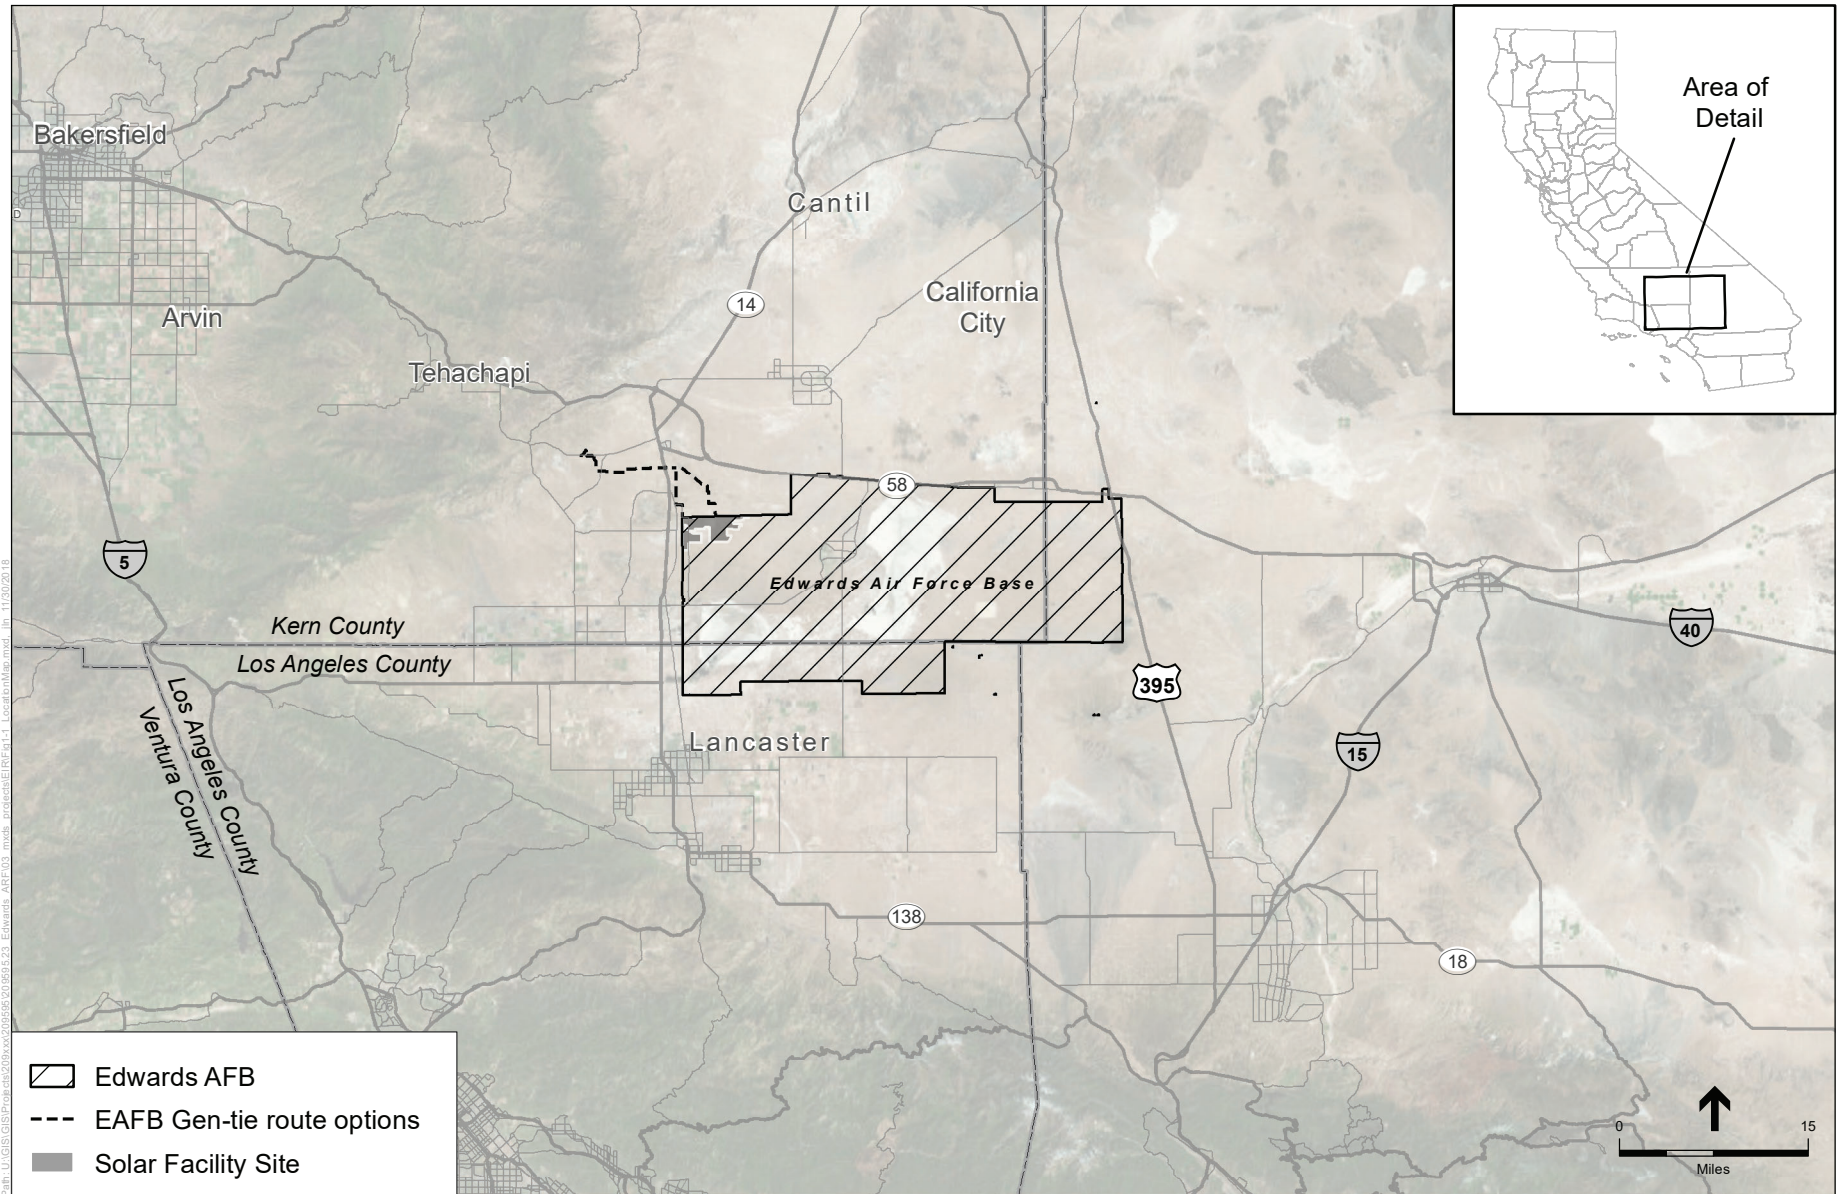 Area of
Detail
Bakersfield
Cantil
California
City
14
Arvin
Tehachapi
58
5
Edwards Air Force Base
Kern County
Los Angeles County
40
395
Los Angeles County
Ventura County
Lancaster
15
138
18
Edwards AFB
EAFB Gen-tie route options
Solar Facility Site
0 15
Miles